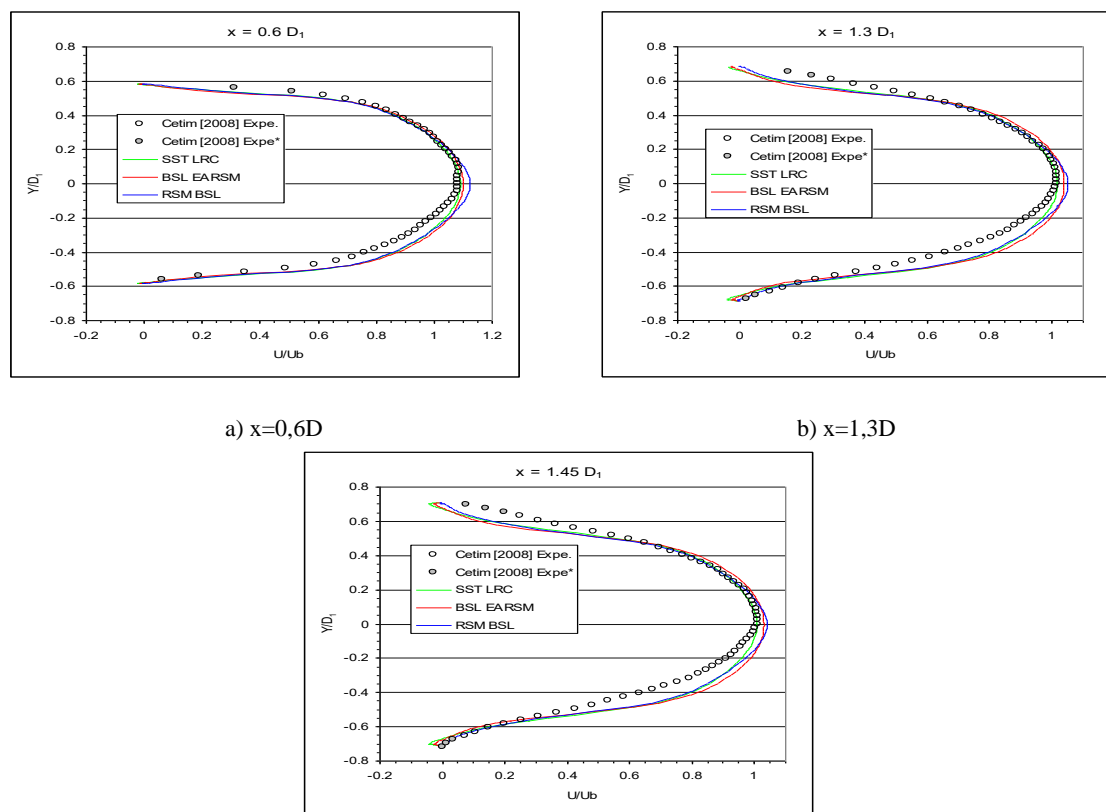 x = 0.6 D1
0.8
0.6
0.4
0.2
0
-0.2
-0.4
-0.6
-0.8
Y/D1
Cetim [2008] Expe.
Cetim [2008] Expe*
SST LRC
BSL EARSM
RSM BSL
-0.2 0 0.2 0.4 0.6 0.8 1 1.2
U/Ub
x = 1.3 D1
0.8
0.6
0.4
0.2
0
-0.2
-0.4
-0.6
-0.8
Y/D1
Cetim [2008] Expe.
Cetim [2008] Expe*
SST LRC
BSL EARSM
RSM BSL
-0.2 0 0.2 0.4 0.6 0.8 1
U/Ub
a) x=0,6D
b) x=1,3D
x = 1.45 D1
0.8
0.6
0.4
0.2
0
-0.2
-0.4
-0.6
-0.8
Y/D1
Cetim [2008] Expe.
Cetim [2008] Expe*
SST LRC
BSL EARSM
RSM BSL
-0.2 0 0.2 0.4 0.6 0.8 1
U/Ub